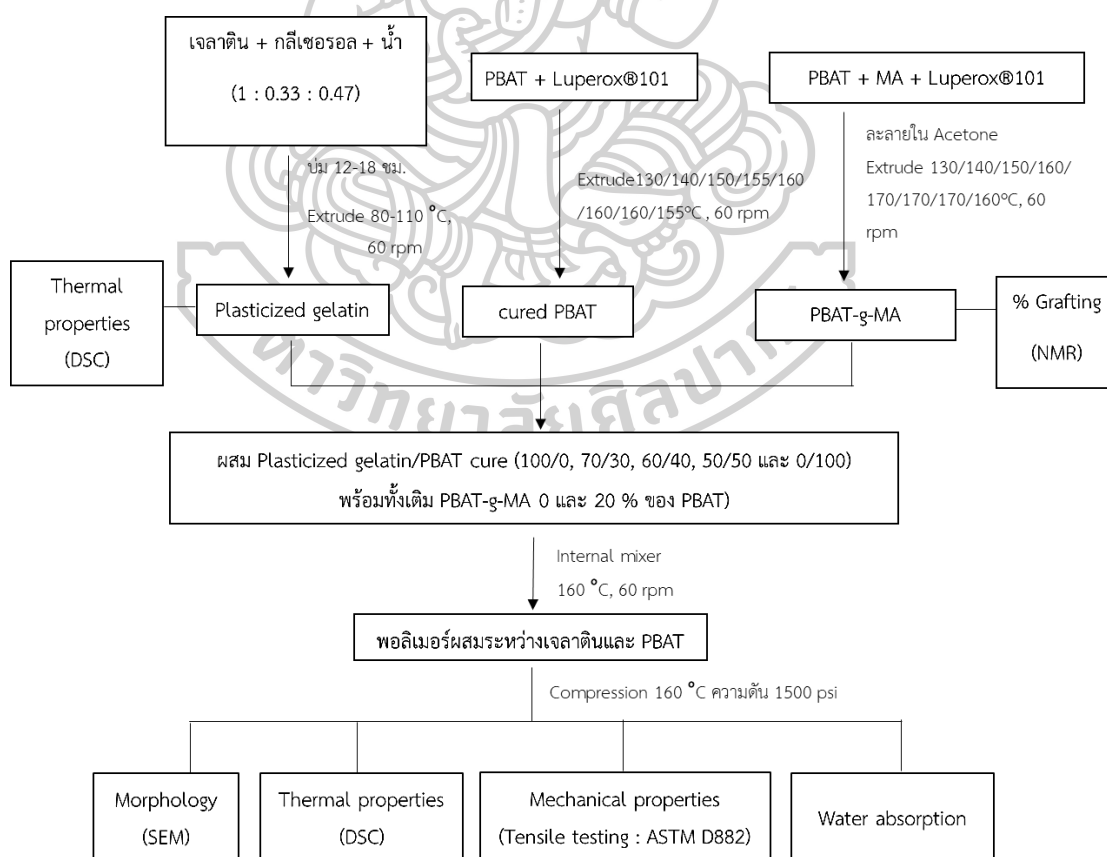 เจลาติน + กลีเซอรอล + น้ำ
(1 : 0.33 : 0.47)
PBAT + Luperox®101
PBAT + MA + Luperox®101
บ่ม 12-18 ชม.
Extrude 80-110 °C,
60 rpm
Extrude130/140/150/155/160
/160/160/155ºC , 60 rpm
ละลายใน Acetone
Extrude 130/140/150/160/
170/170/170/160ºC, 60
rpm
Thermal
properties
(DSC)
Plasticized gelatin
cured PBAT
PBAT-g-MA
% Grafting
(NMR)
ผสม Plasticized gelatin/PBAT cure (100/0, 70/30, 60/40, 50/50 และ 0/100)
พร้อมทั้งเติม PBAT-g-MA 0 และ 20 % ของ PBAT)
Internal mixer
160 °C, 60 rpm
พอลิเมอร์ผสมระหว่างเจลาตินและ PBAT
Compression 160 °C ความดัน 1500 psi
Morphology
(SEM)
Thermal properties
(DSC)
Mechanical properties
(Tensile testing : ASTM D882)
Water absorption